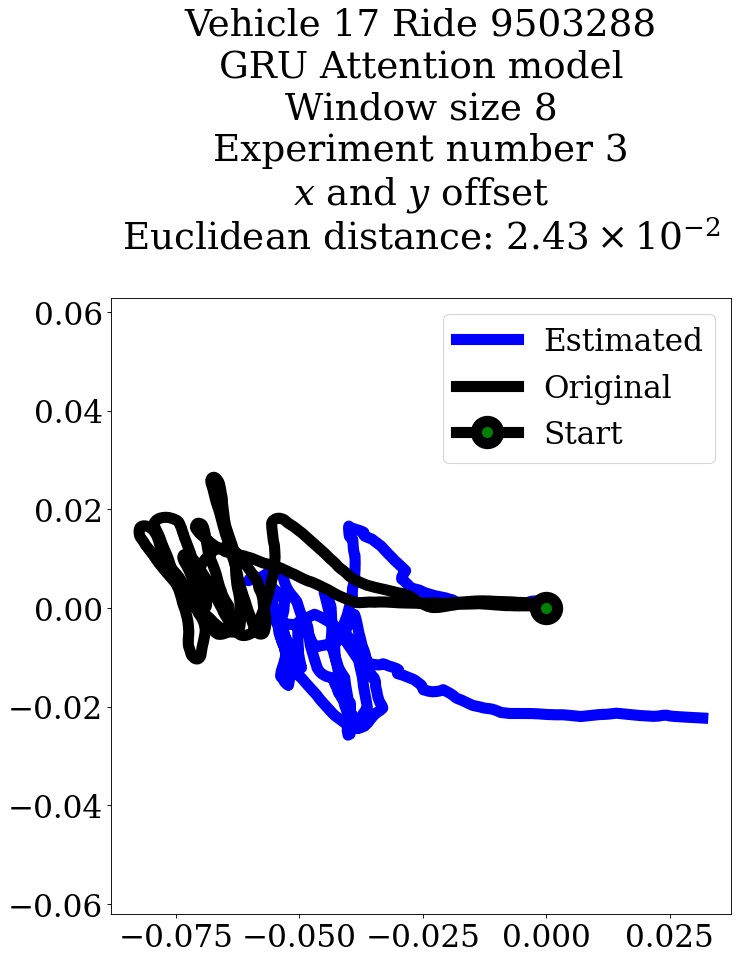 Vehicle 17 Ride 9503288
GRU Attention model
Window size 8
Experiment number 3
x and y offset
Euclidean distance: 2.43 × 10⁻²
Estimated
Original
Start
0.06
0.04
0.02
0.00
−0.02
−0.04
−0.06
−0.075 −0.050 −0.025 0.000 0.025